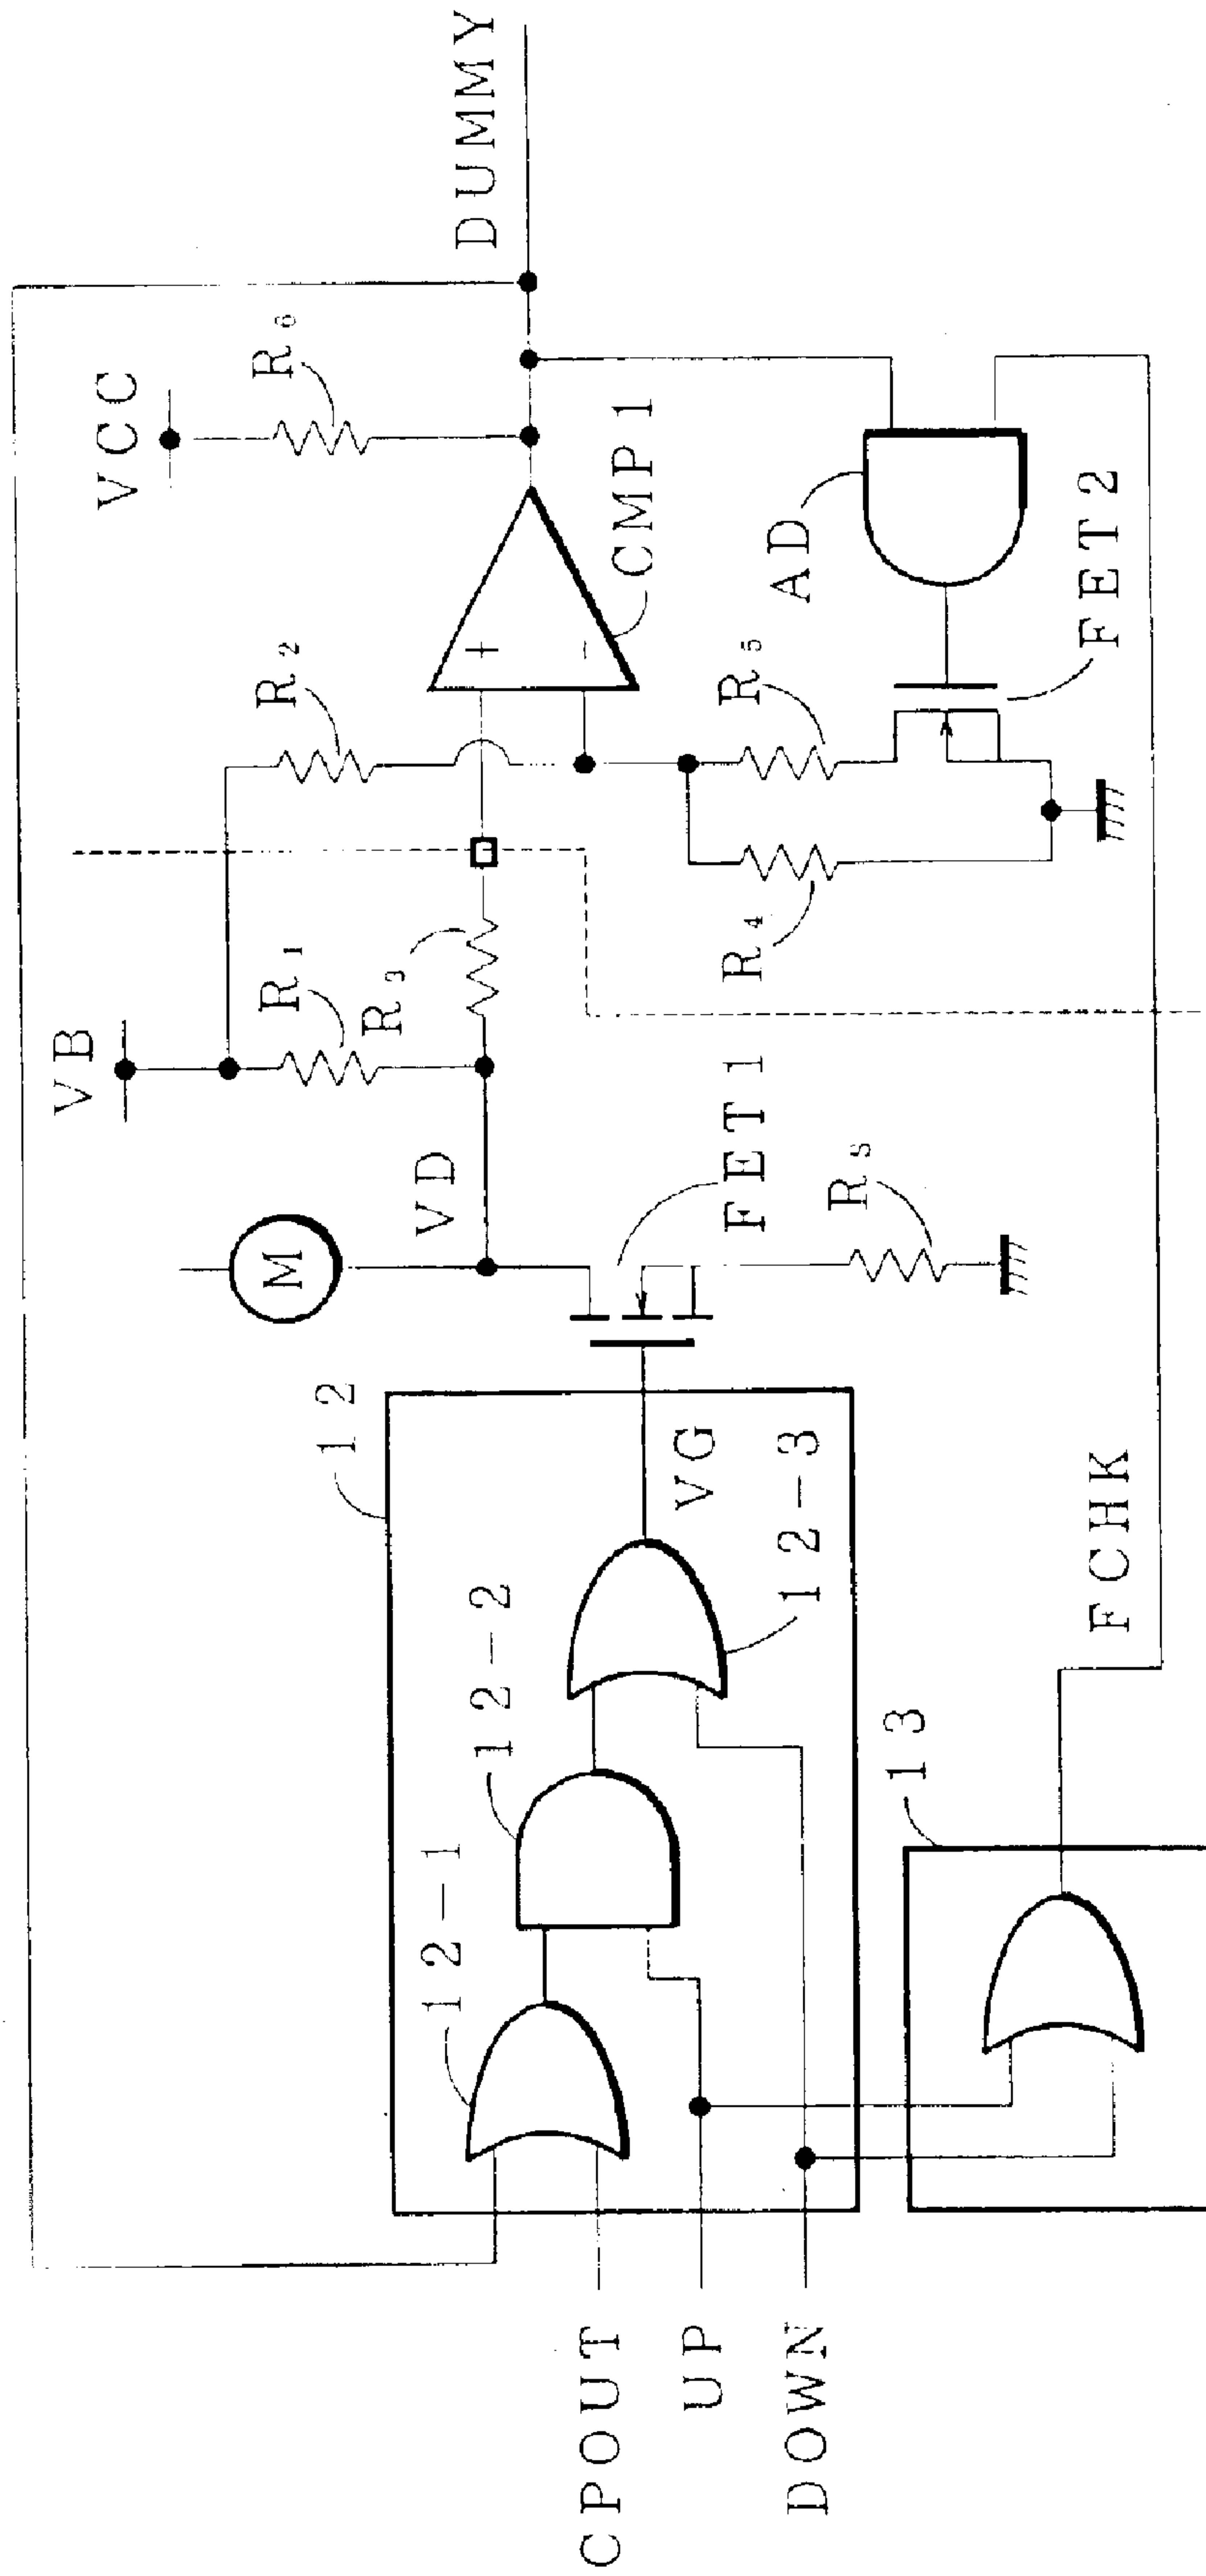 VCC
R₆
DUMMY
VB
R₂
R₁
R₃
+
−
CMP1
M
VD
12
R₅
AD
R₄
FET2
FET1
12-2
12-1
VG
RS
12-3
CPOUT
UP
DOWN
13
FCHK